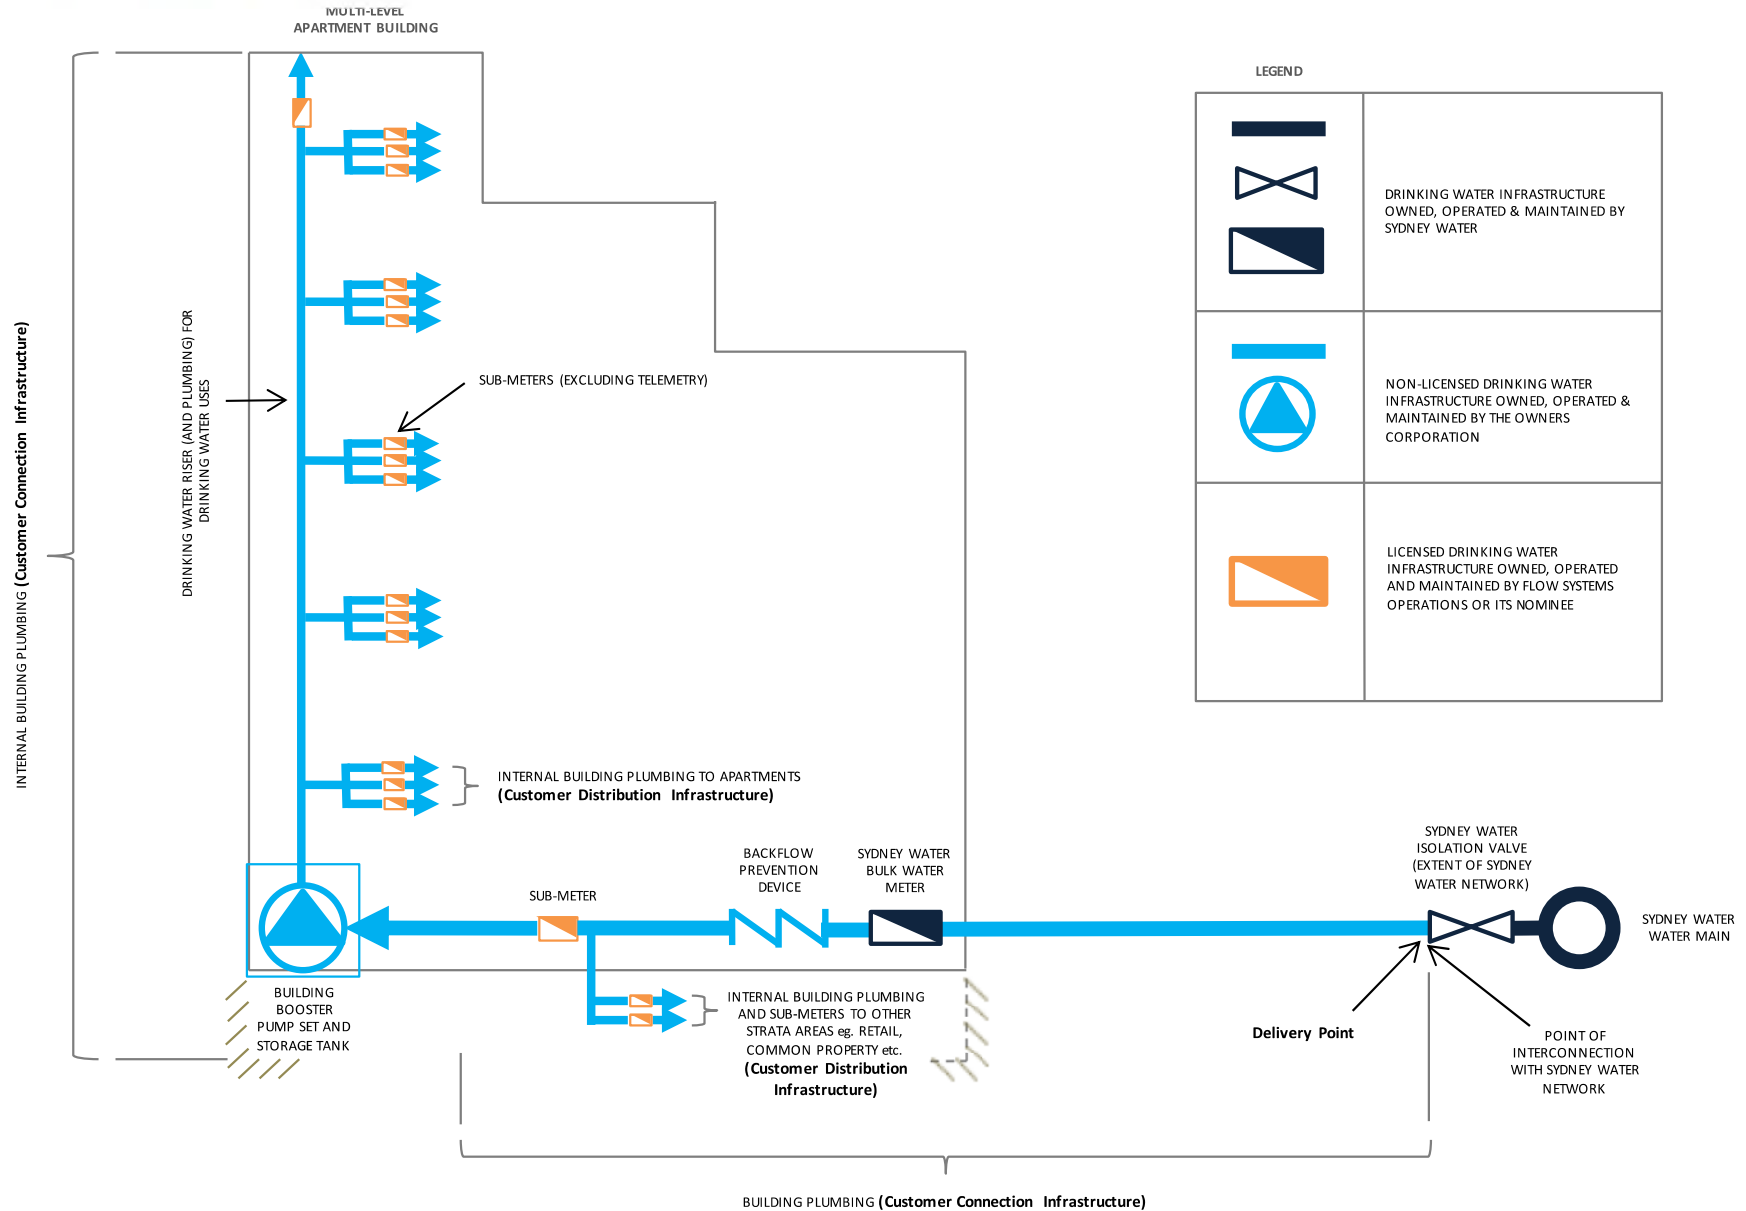 MULTI-LEVEL
APARTMENT BUILDING
LEGEND
DRINKING WATER INFRASTRUCTURE
OWNED, OPERATED & MAINTAINED BY
SYDNEY WATER
NON-LICENSED DRINKING WATER
INFRASTRUCTURE OWNED, OPERATED &
MAINTAINED BY THE OWNERS
CORPORATION
LICENSED DRINKING WATER
INFRASTRUCTURE OWNED, OPERATED
AND MAINTAINED BY FLOW SYSTEMS
OPERATIONS OR ITS NOMINEE
INTERNAL BUILDING PLUMBING (Customer Connection Infrastructure)
DRINKING WATER RISER (AND PLUMBING) FOR
DRINKING WATER USES
SUB-METERS (EXCLUDING TELEMETRY)
INTERNAL BUILDING PLUMBING TO APARTMENTS
(Customer Distribution Infrastructure)
SUB-METER
BACKFLOW
PREVENTION
DEVICE
SYDNEY WATER
BULK WATER
METER
SYDNEY WATER
ISOLATION VALVE
(EXTENT OF SYDNEY
WATER NETWORK)
SYDNEY WATER
WATER MAIN
BUILDING
BOOSTER
PUMP SET AND
STORAGE TANK
INTERNAL BUILDING PLUMBING
AND SUB-METERS TO OTHER
STRATA AREAS eg. RETAIL,
COMMON PROPERTY etc.
(Customer Distribution
Infrastructure)
Delivery Point
POINT OF
INTERCONNECTION
WITH SYDNEY WATER
NETWORK
BUILDING PLUMBING (Customer Connection Infrastructure)